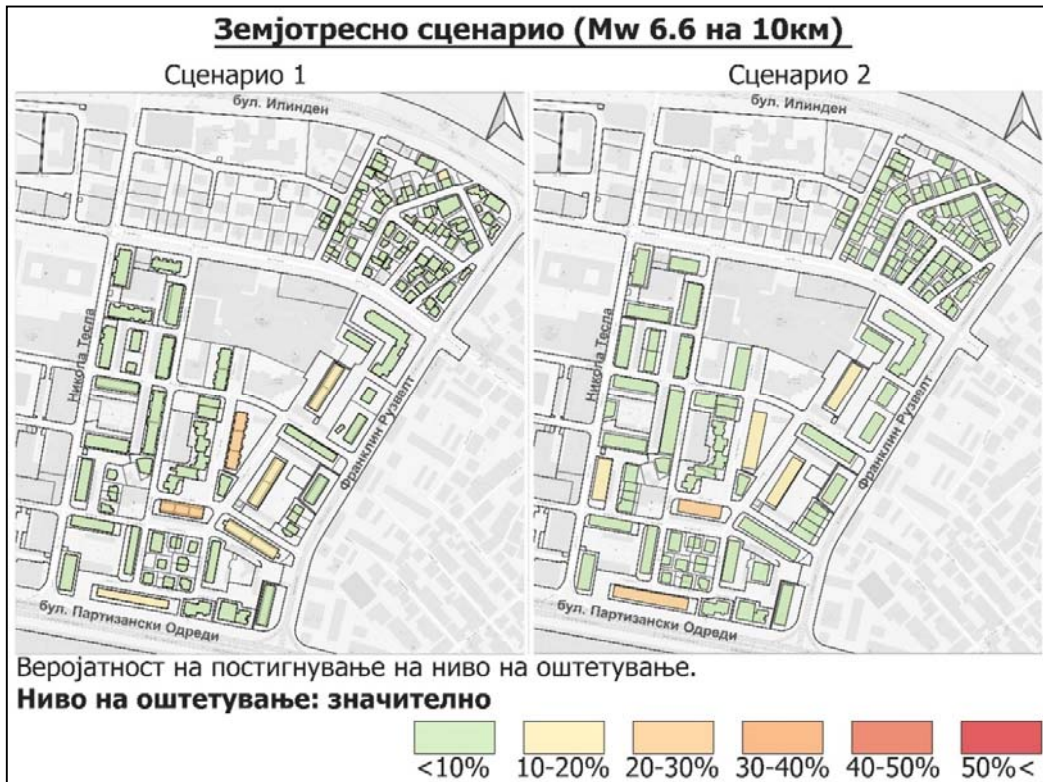 Земјотресно сценарио (Mw 6.6 на 10км)
Сценарио 1
Сценарио 2
бул. Илинден
бул. Илинден
Никола Тесла
Никола Тесла
Франклин Рузвелт
Франклин Рузвелт
бул. Партизански Одреди
бул. Партизански Одреди
Веројатност на постигнување на ниво на оштетување.
Ниво на оштетување: значително
<10% 10-20% 20-30% 30-40% 40-50% 50%<